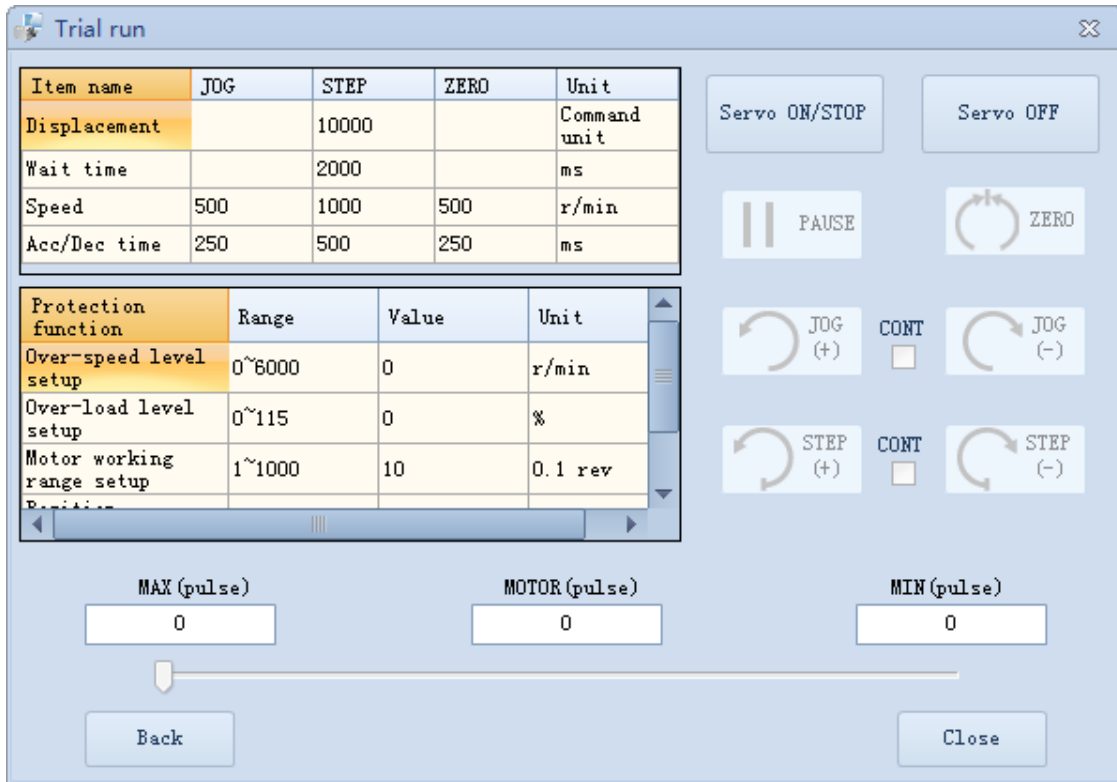 Trial run
Item name JOG STEP ZERO Unit
Displacement 10000 Command unit
Wait time 2000 ms
Speed 500 1000 500 r/min
Acc/Dec time 250 500 250 ms
Servo ON/STOP Servo OFF
PAUSE ZERO
Protection function Range Value Unit
Over-speed level setup 0~6000 0 r/min
Over-load level setup 0~115 0 %
Motor working range setup 1~1000 10 0.1 rev
JOG (+) CONT JOG (-)
STEP (+) CONT STEP (-)
MAX(pulse) MOTOR(pulse) MIN(pulse)
0 0 0
Back Close